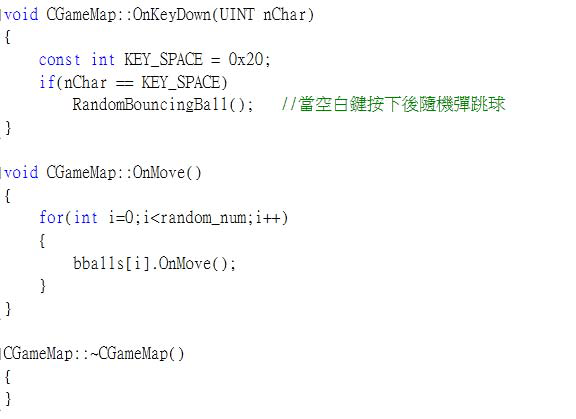 void CGameMap::OnKeyDown(UINT nChar)
{
    const int KEY_SPACE = 0x20;
    if(nChar == KEY_SPACE)
        RandomBouncingBall();   //當空白鍵按下後隨機彈跳球
}

void CGameMap::OnMove()
{
    for(int i=0;i<random_num;i++)
    {
        bballs[i].OnMove();
    }
}

CGameMap::~CGameMap()
{
}